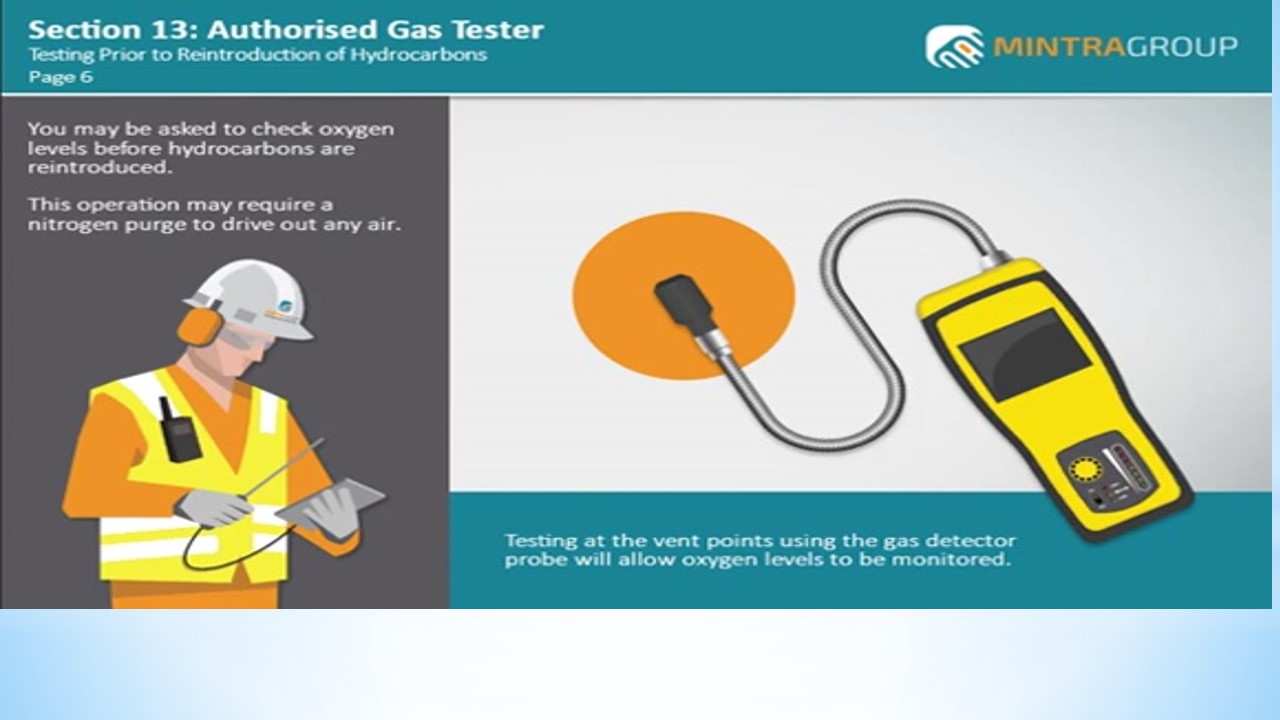 Section 13: Authorised Gas Tester
Testing Prior to Reintroduction of Hydrocarbons
Page 6
MINTRAGROUP
You may be asked to check oxygen
levels before hydrocarbons are
reintroduced.
This operation may require a
nitrogen purge to drive out any air.
Testing at the vent points using the gas detector
probe will allow oxygen levels to be monitored.